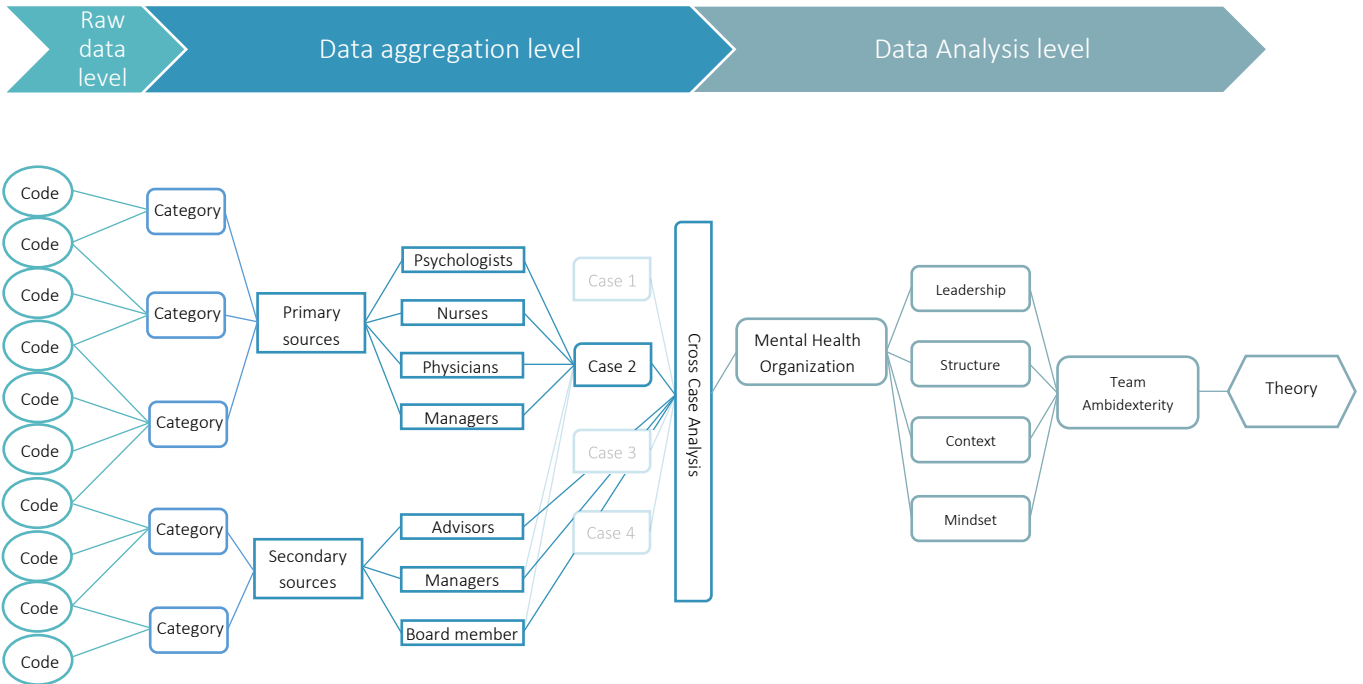 Raw
data
level
Data aggregation level
Data Analysis level
Code
Code
Code
Code
Code
Code
Code
Code
Code
Code
Category
Category
Category
Category
Category
Primary
sources
Secondary
sources
Psychologists
Nurses
Physicians
Managers
Advisors
Managers
Board member
Case 1
Case 2
Case 3
Case 4
Cross Case Analysis
Mental Health
Organization
Leadership
Structure
Context
Mindset
Team
Ambidexterity
Theory